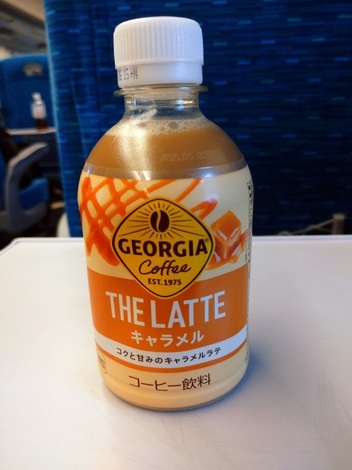 GEORGIA
Coffee
EST. 1975
THE LATTE
キャラメル
コクと甘みのキャラメルラテ
コーヒー飲料